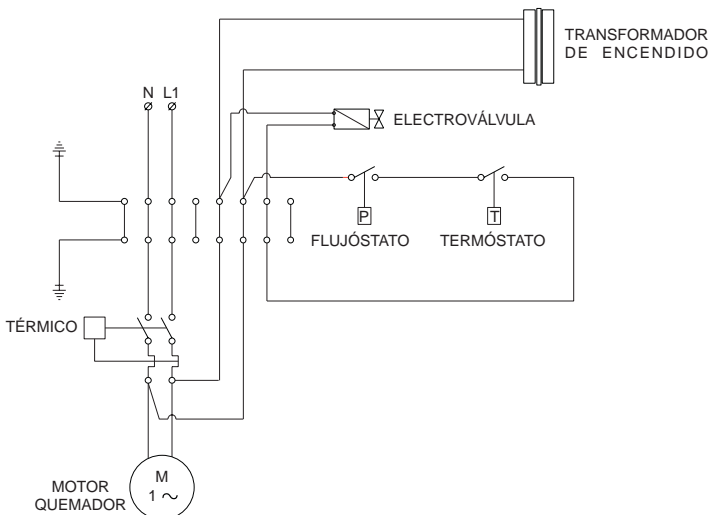 TRANSFORMADOR
DE ENCENDIDO
N L1
ELECTROVÁLVULA
P
T
FLUJÓSTATO
TERMÓSTATO
TÉRMICO
M
1 ~
MOTOR
QUEMADOR